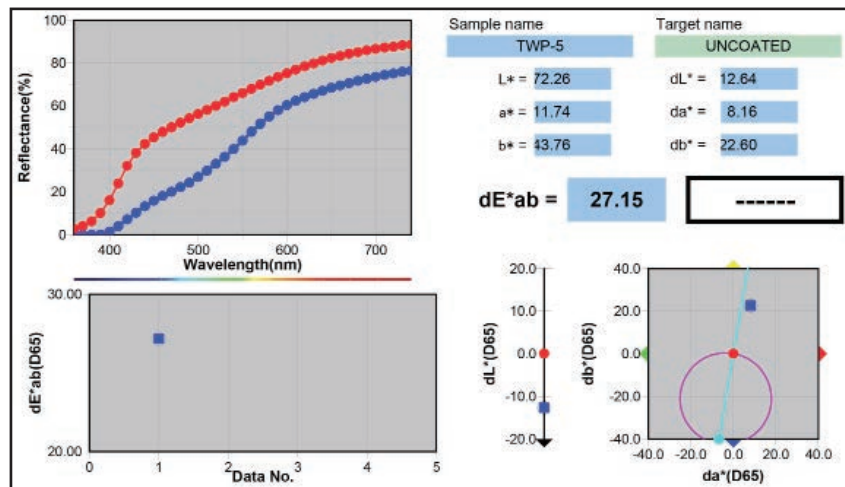 100
80
60
40
20
0
Reflectance(%)
400
500
600
700
Wavelength(nm)
Sample name
Target name
TWP-5
UNCOATED
L* = 72.26
dL* = 12.64
a* = 11.74
da* = 8.16
b* = 43.76
db* = 22.60
dE*ab = 27.15
------
30.00
20.00
dE*ab(D65)
0
1
2
3
4
5
Data No.
20.0
10.0
0.0
-10.0
-20.0
dL*(D65)
40.0
20.0
0.0
-20.0
-40.0
db*(D65)
-40.0
-20.0
0.0
20.0
40.0
da*(D65)